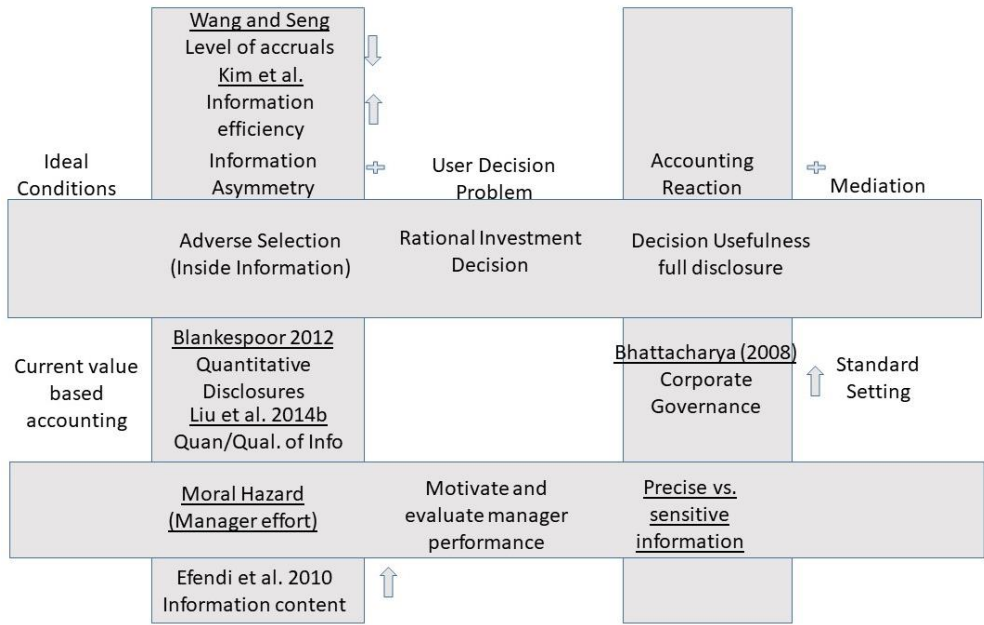 Wang and Seng
Level of accruals
Kim et al.
Information
efficiency
Ideal
Conditions
Information
Asymmetry
User Decision
Problem
Accounting
Reaction
Mediation
Adverse Selection
(Inside Information)
Rational Investment
Decision
Decision Usefulness
full disclosure
Current value
based
accounting
Blankespoor 2012
Quantitative
Disclosures
Liu et al. 2014b
Quan/Qual. of Info
Bhattacharya (2008)
Corporate
Governance
Standard
Setting
Moral Hazard
(Manager effort)
Motivate and
evaluate manager
performance
Precise vs.
sensitive
information
Efendi et al. 2010
Information content